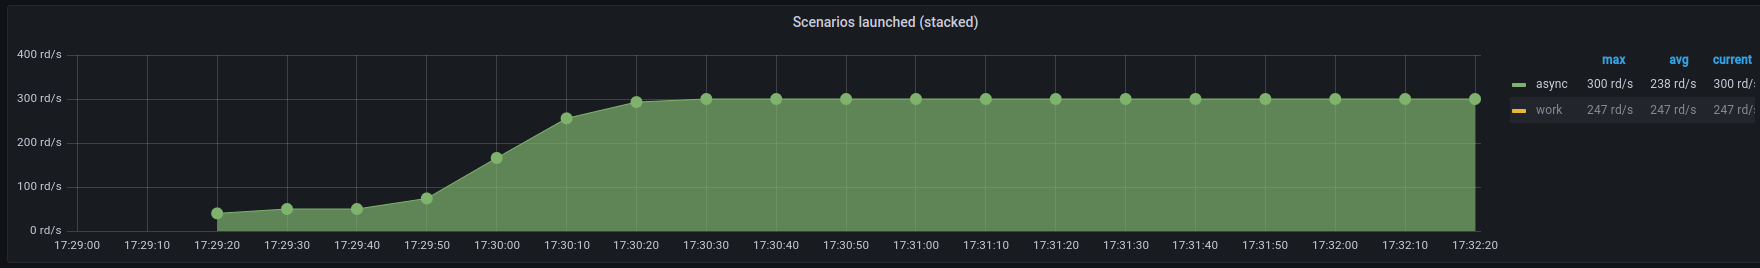 Scenarios launched (stacked)
400 rd/s
300 rd/s
200 rd/s
100 rd/s
0 rd/s
17:29:00 17:29:10 17:29:20 17:29:30 17:29:40 17:29:50 17:30:00 17:30:10 17:30:20 17:30:30 17:30:40 17:30:50 17:31:00 17:31:10 17:31:20 17:31:30 17:31:40 17:31:50 17:32:00 17:32:10 17:32:20
max avg current
async 300 rd/s 238 rd/s 300 rd/
work 247 rd/s 247 rd/s 247 rd/